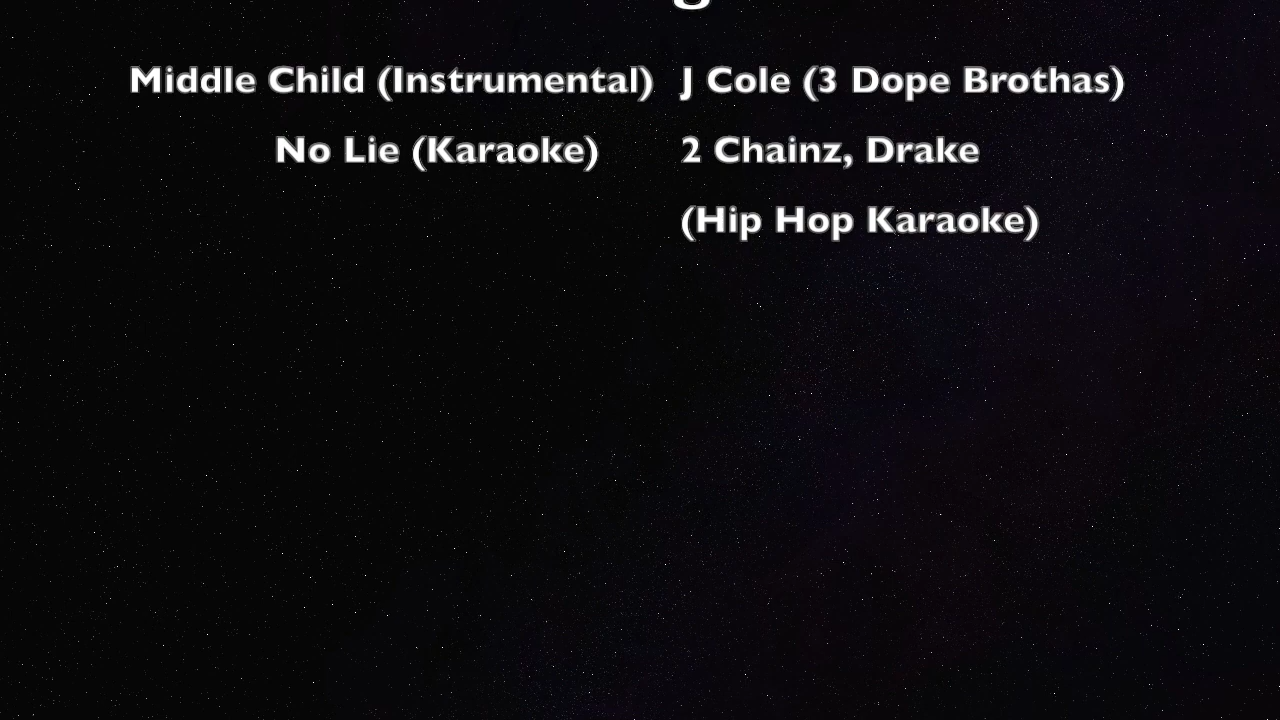 Middle Child (Instrumental) J Cole (3 Dope Brothas)
No Lie (Karaoke) 2 Chainz, Drake
(Hip Hop Karaoke)